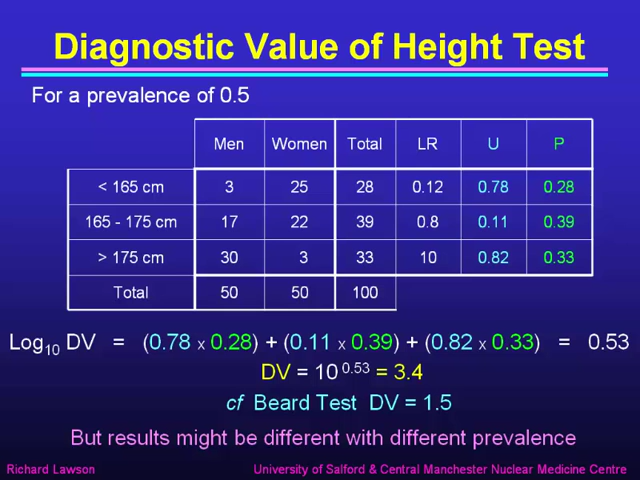 Diagnostic Value of Height Test
For a prevalence of 0.5
Men Women Total LR U P
< 165 cm 3 25 28 0.12 0.78 0.28
165 - 175 cm 17 22 39 0.8 0.11 0.39
> 175 cm 30 3 33 10 0.82 0.33
Total 50 50 100
Log10 DV = (0.78 x 0.28) + (0.11 x 0.39) + (0.82 x 0.33) = 0.53
DV = 10 0.53 = 3.4
cf Beard Test DV = 1.5
But results might be different with different prevalence
Richard Lawson University of Salford & Central Manchester Nuclear Medicine Centre